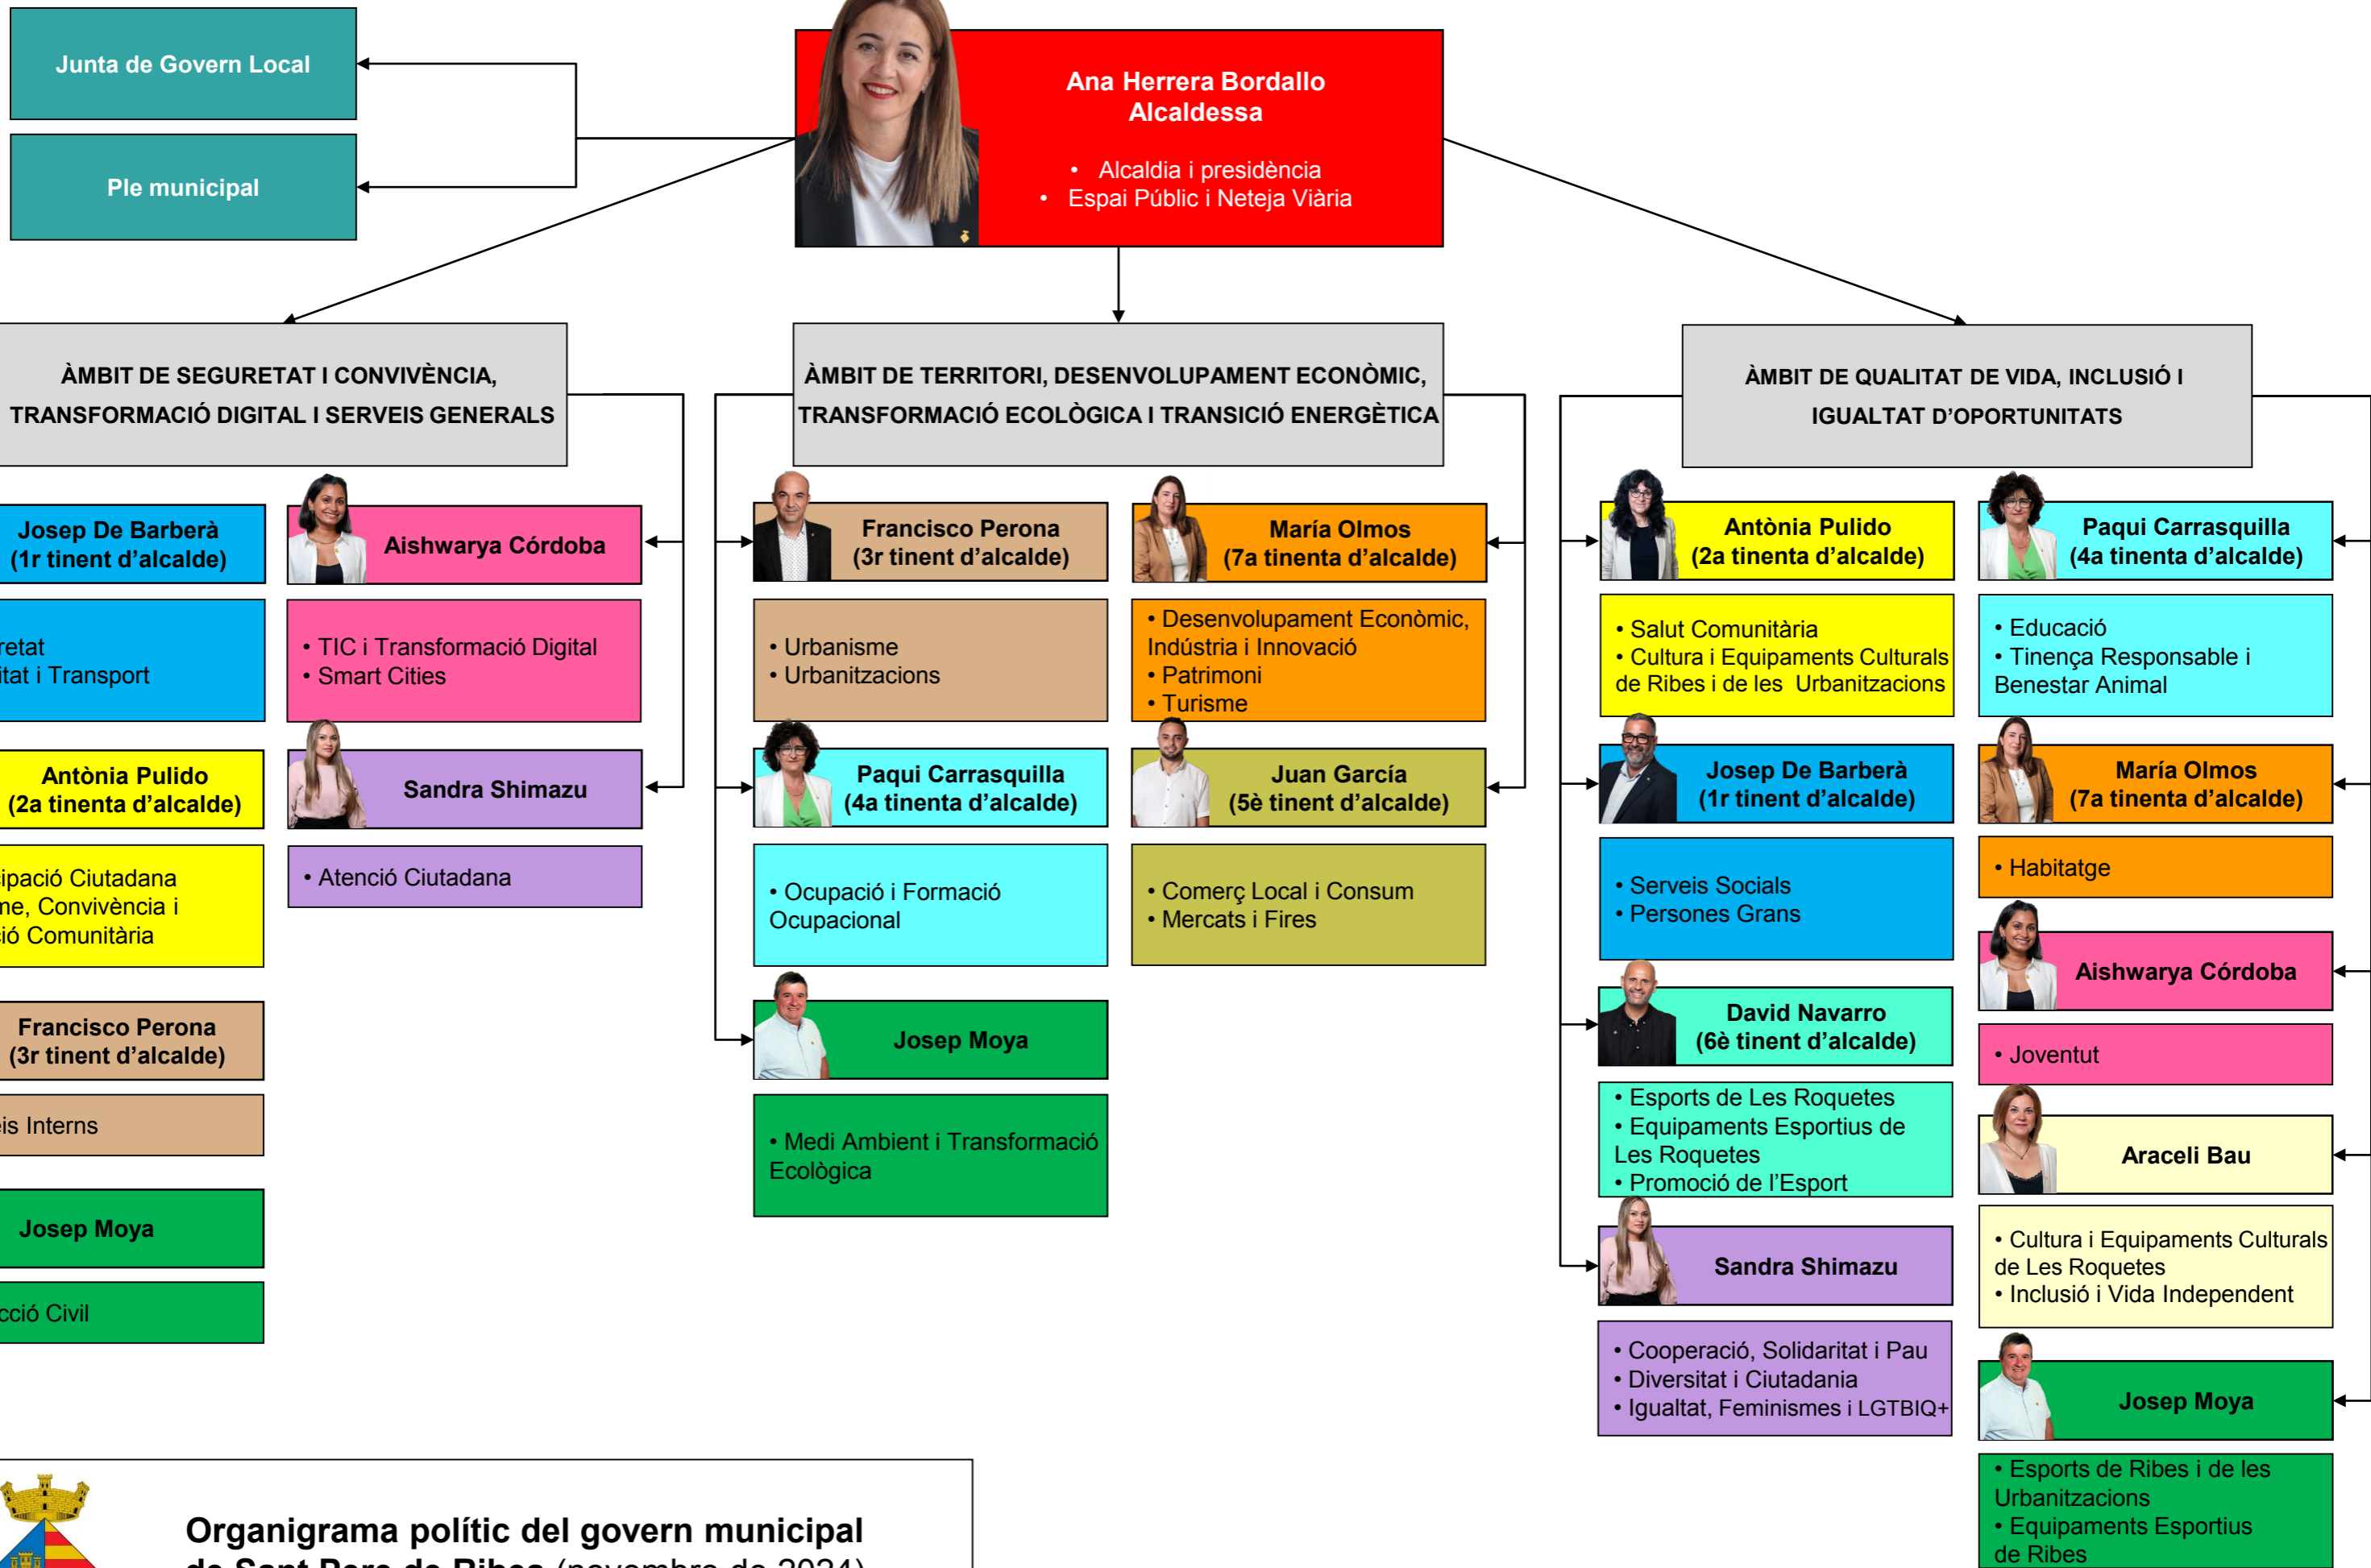 Junta de Govern Local
Ple municipal
Ana Herrera Bordallo
Alcaldessa
• Alcaldia i presidència
• Espai Públic i Neteja Viària
ÀMBIT DE SEGURETAT I CONVIVÈNCIA,
TRANSFORMACIÓ DIGITAL I SERVEIS GENERALS
Josep De Barberà
(1r tinent d’alcalde)
i Transport
Antònia Pulido
(2a tinenta d’alcalde)
Ciutadana
Convivència i
Comunitària
Francisco Perona
(3r tinent d’alcalde)
Interns
Josep Moya
Civil
Aishwarya Córdoba
• TIC i Transformació Digital
• Smart Cities
Sandra Shimazu
• Atenció Ciutadana
ÀMBIT DE TERRITORI, DESENVOLUPAMENT ECONÒMIC,
TRANSFORMACIÓ ECOLÒGICA I TRANSICIÓ ENERGÈTICA
Francisco Perona
(3r tinent d’alcalde)
• Urbanisme
• Urbanitzacions
Paqui Carrasquilla
(4a tinenta d’alcalde)
• Ocupació i Formació
Ocupacional
Josep Moya
• Medi Ambient i Transformació
Ecològica
María Olmos
(7a tinenta d’alcalde)
• Desenvolupament Econòmic,
Indústria i Innovació
• Patrimoni
• Turisme
Juan García
(5è tinent d’alcalde)
• Comerç Local i Consum
• Mercats i Fires
ÀMBIT DE QUALITAT DE VIDA, INCLUSIÓ I
IGUALTAT D’OPORTUNITATS
Antònia Pulido
(2a tinenta d’alcalde)
• Salut Comunitària
• Cultura i Equipaments Culturals
de Ribes i de les Urbanitzacions
Josep De Barberà
(1r tinent d’alcalde)
• Serveis Socials
• Persones Grans
David Navarro
(6è tinent d’alcalde)
• Esports de Les Roquetes
• Equipaments Esportius de
Les Roquetes
• Promoció de l’Esport
Sandra Shimazu
• Cooperació, Solidaritat i Pau
• Diversitat i Ciutadania
• Igualtat, Feminismes i LGTBIQ+
Paqui Carrasquilla
(4a tinenta d’alcalde)
• Educació
• Tinença Responsable i
Benestar Animal
María Olmos
(7a tinenta d’alcalde)
• Habitatge
Aishwarya Córdoba
• Joventut
Araceli Bau
• Cultura i Equipaments Culturals
de Les Roquetes
• Inclusió i Vida Independent
Josep Moya
• Esports de Ribes i de les
Urbanitzacions
• Equipaments Esportius
de Ribes
Organigrama polític del govern municipal
de Sant Pere de Ribes (novembre de 2024)